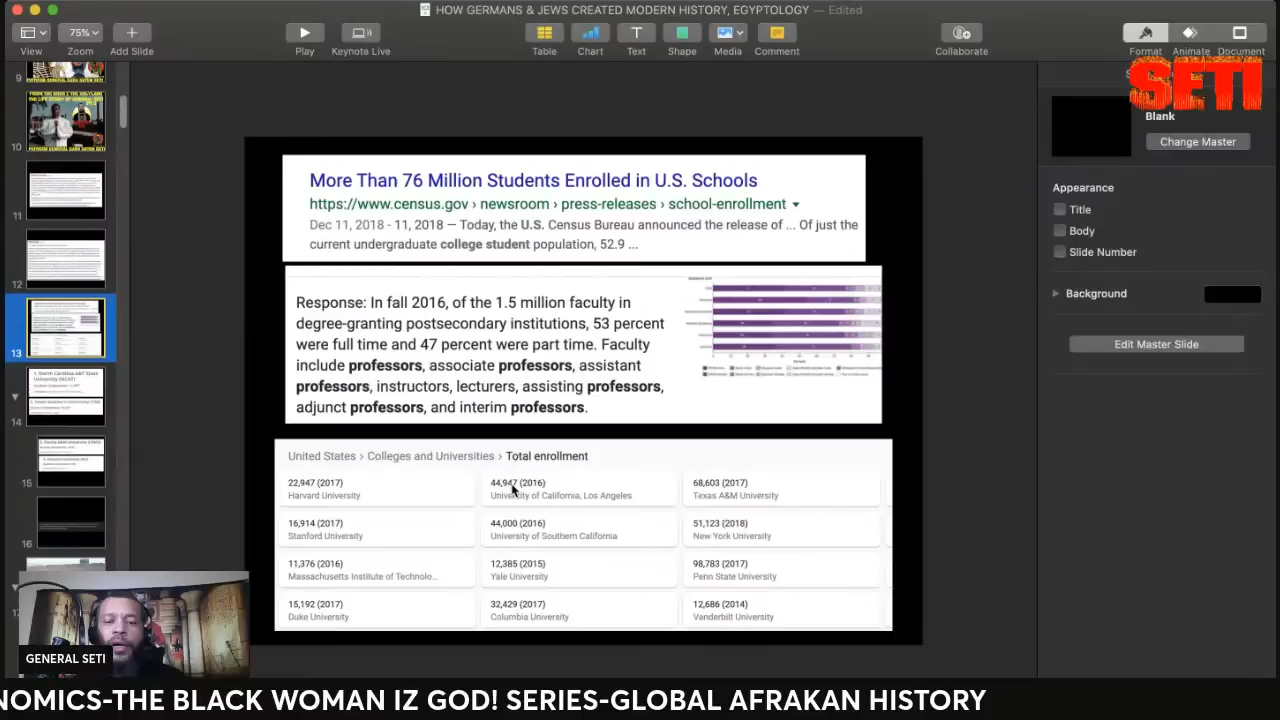 HOW GERMANS & JEWS CREATED MODERN HISTORY, EGYPTOLOGY — Edited
75%
View Zoom Add Slide Play Keynote Live Table Chart Text Shape Media Comment Collaborate Format Animate Document
SETI
Blank
Change Master
Appearance
Title
Body
Slide Number
Background
Edit Master Slide
9
10
11
12
13
14
15
16
More Than 76 Million Students Enrolled in U.S. Schools
https://www.census.gov › newsroom › press-releases › school-enrollment
Dec 11, 2018 - 11, 2018 — Today, the U.S. Census Bureau announced the release of ... Of just the
current undergraduate college student population, 52.9 ...
Response: In fall 2016, of the 1.5 million faculty in
degree-granting postsecondary institutions, 53 percent
were full time and 47 percent were part time. Faculty
include professors, associate professors, assistant
professors, instructors, lecturers, assisting professors,
adjunct professors, and interim professors.
United States › Colleges and Universities › Total enrollment
22,947 (2017) 44,947 (2016) 68,603 (2017)
Harvard University University of California, Los Angeles Texas A&M University
16,914 (2017) 44,000 (2016) 51,123 (2018)
Stanford University University of Southern California New York University
11,376 (2016) 12,385 (2015) 98,783 (2017)
Massachusetts Institute of Technolo... Yale University Penn State University
15,192 (2017) 32,429 (2017) 12,686 (2014)
Duke University Columbia University Vanderbilt University
GENERAL SETI
NOMICS-THE BLACK WOMAN IZ GOD! SERIES-GLOBAL AFRAKAN HISTORY